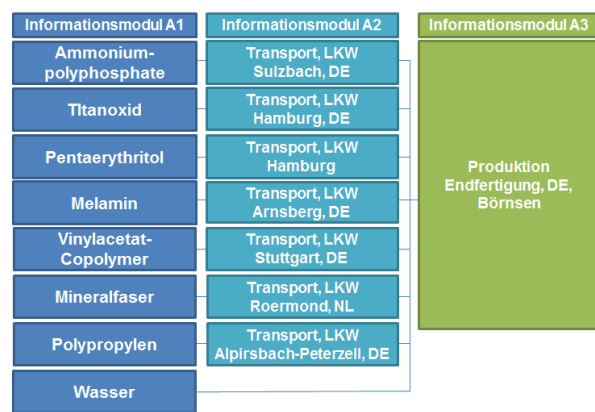 Informationsmodul A1
Informationsmodul A2
Informationsmodul A3
Ammonium-
polyphosphate
Transport, LKW
Sulzbach, DE
TItanoxid
Transport, LKW
Hamburg, DE
Pentaerythritol
Transport, LKW
Hamburg
Melamin
Transport, LKW
Arnsberg, DE
Vinylacetat-
Copolymer
Transport, LKW
Stuttgart, DE
Mineralfaser
Transport, LKW
Roermond, NL
Polypropylen
Transport, LKW
Alpirsbach-Peterzell, DE
Wasser
Produktion
Endfertigung, DE,
Börnsen